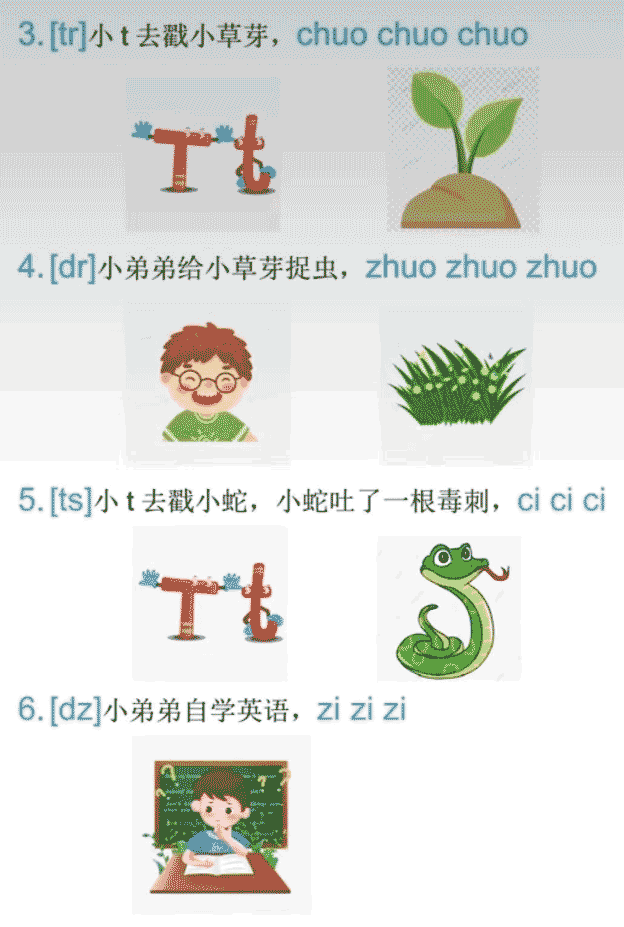 3.[tr]小t去戳小草芽，chuo chuo chuo
T t
4.[dr]小弟弟给小草芽捉虫，zhuo zhuo zhuo
5.[ts]小t去戳小蛇，小蛇吐了一根毒刺，ci ci ci
T t
6.[dz]小弟弟自学英语，zi zi zi